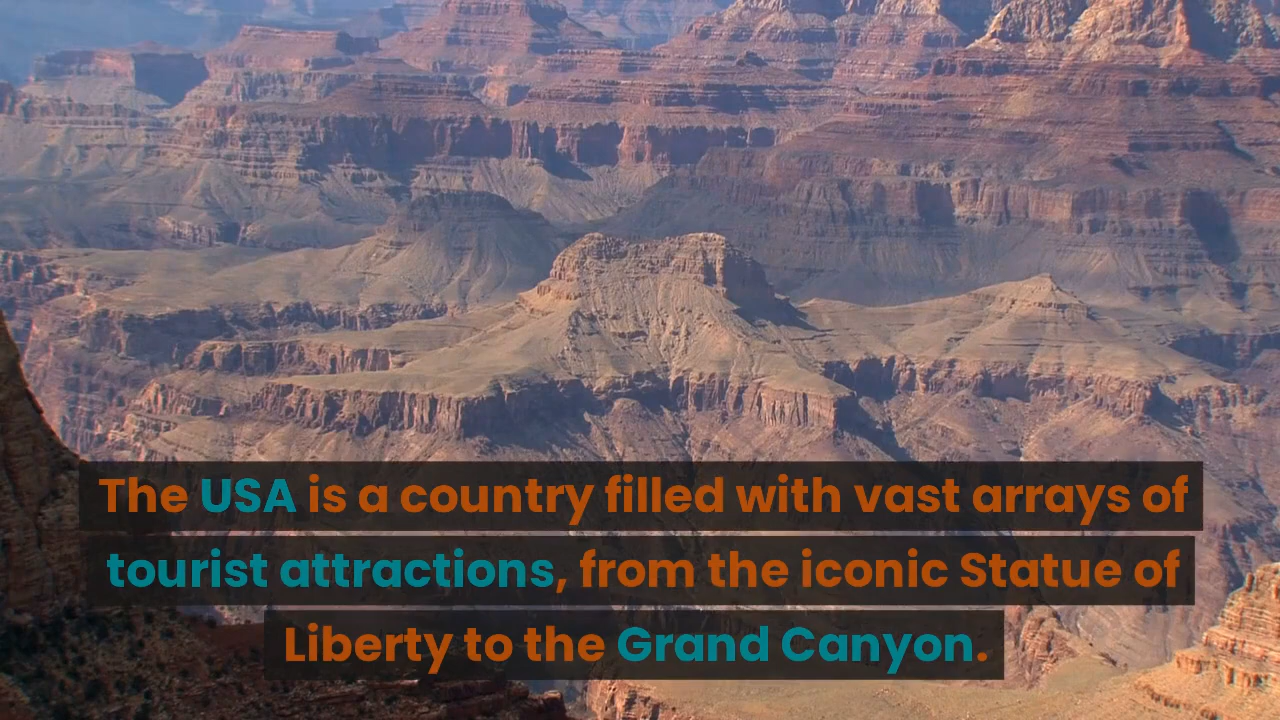 The USA is a country filled with vast arrays of
tourist attractions, from the iconic Statue of
Liberty to the Grand Canyon.